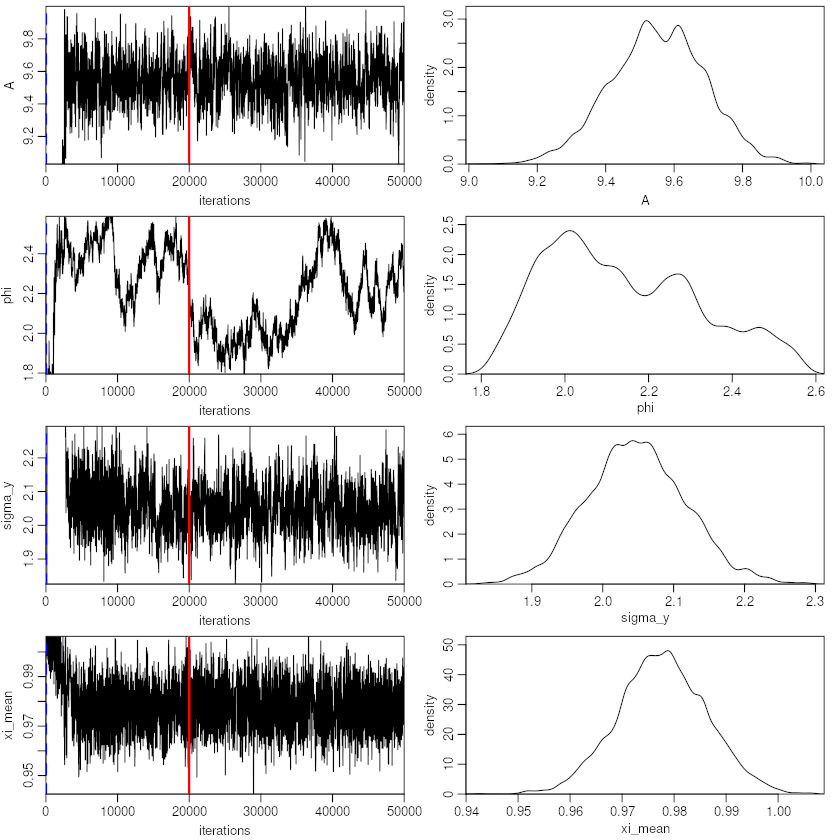 9.2 9.4 9.6 9.8
A
0 10000 20000 30000 40000 50000
iterations
0.0 1.0 2.0 3.0
density
9.0 9.2 9.4 9.6 9.8 10.0
A
1.8 2.0 2.2 2.4
phi
0 10000 20000 30000 40000 50000
iterations
0.0 0.5 1.0 1.5 2.0 2.5
density
1.8 2.0 2.2 2.4 2.6
phi
1.9 2.0 2.1 2.2
sigma_y
0 10000 20000 30000 40000 50000
iterations
0 1 2 3 4 5 6
density
1.9 2.0 2.1 2.2 2.3
sigma_y
0.95 0.97 0.99
xi_mean
0 10000 20000 30000 40000 50000
iterations
0 10 20 30 40 50
density
0.94 0.95 0.96 0.97 0.98 0.99 1.00
xi_mean